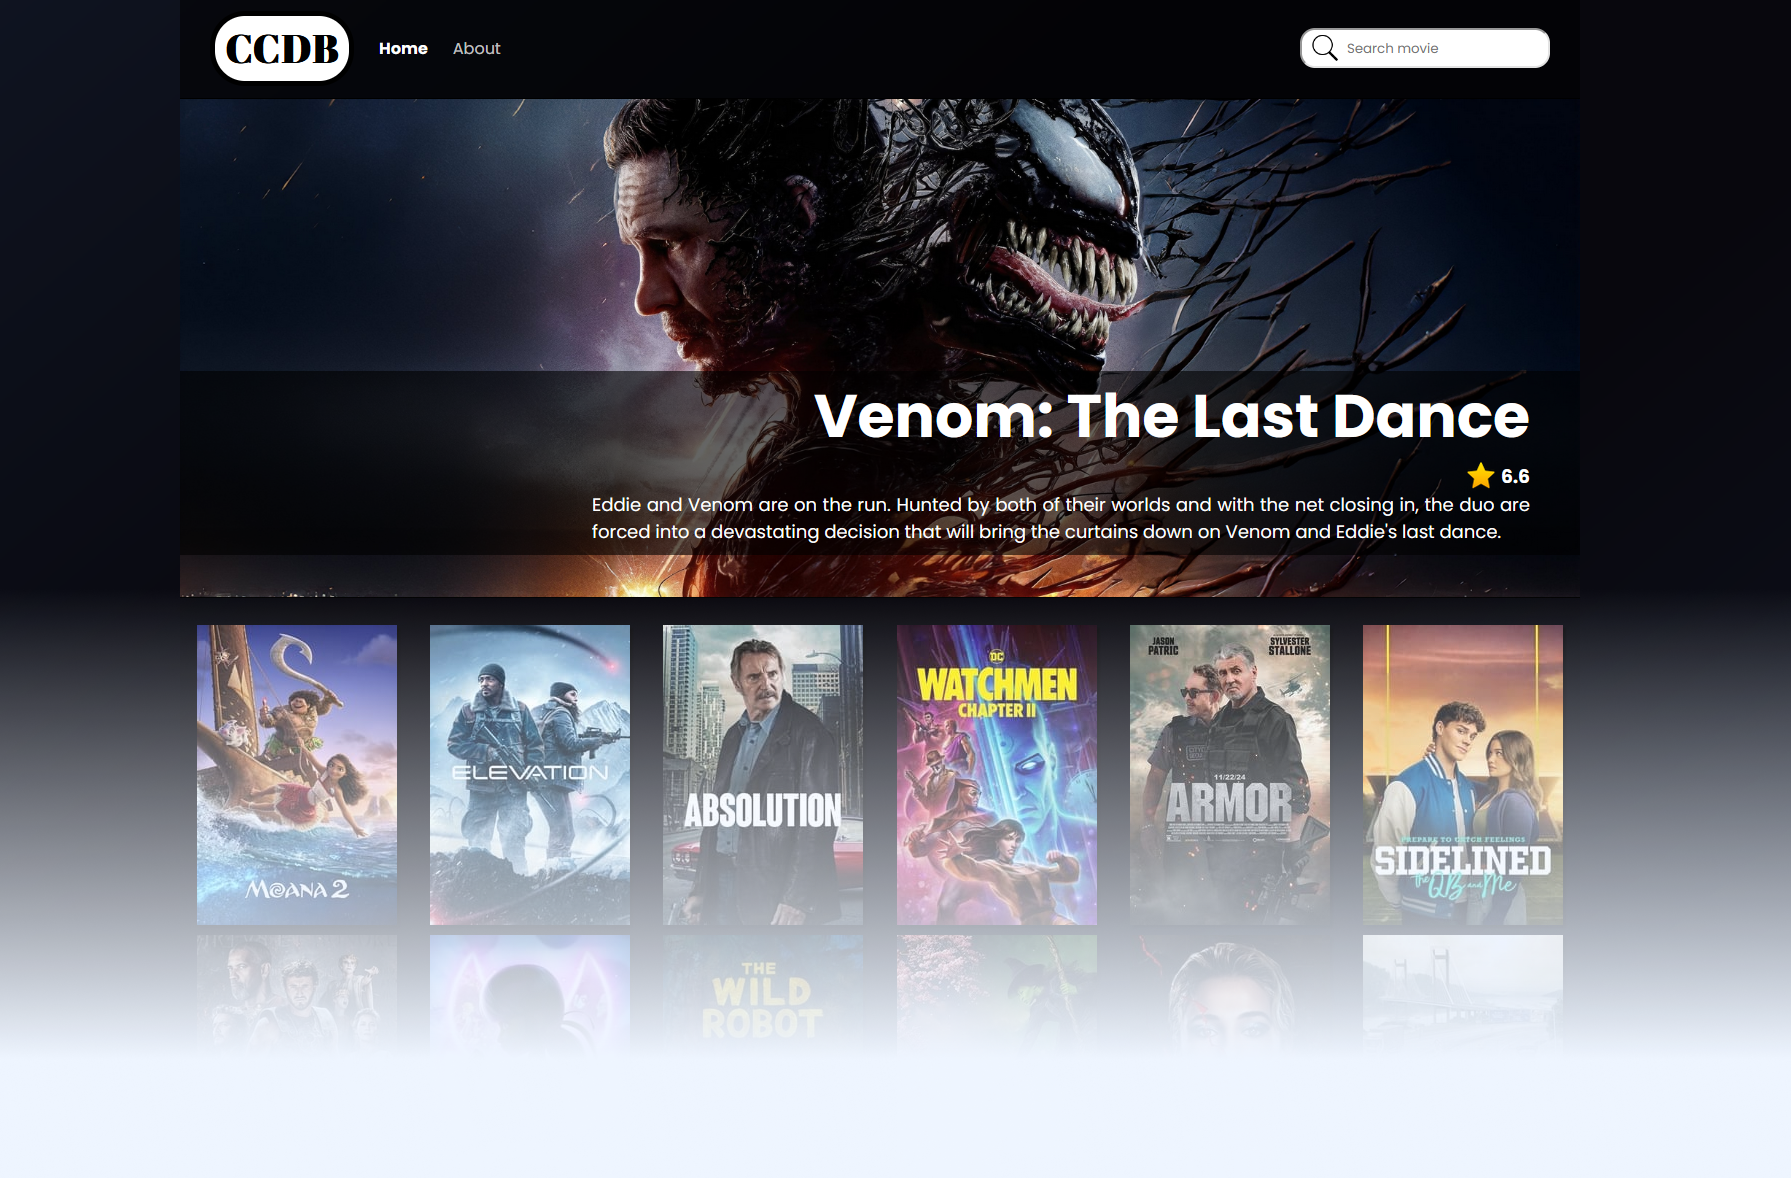 CCDB
Home
About
Search movie
Venom: The Last Dance
6.6
Eddie and Venom are on the run. Hunted by both of their worlds and with the net closing in, the duo are
forced into a devastating decision that will bring the curtains down on Venom and Eddie's last dance.
MOANA 2
ELEVATION
ABSOLUTION
DC
WATCHMEN
CHAPTER II
JASON
PATRIC
SYLVESTER
STALLONE
11/22/24
ARMOR
PREPARE TO CATCH FEELINGS
SIDELINED
the QB and Me
THE
WILD
ROBOT